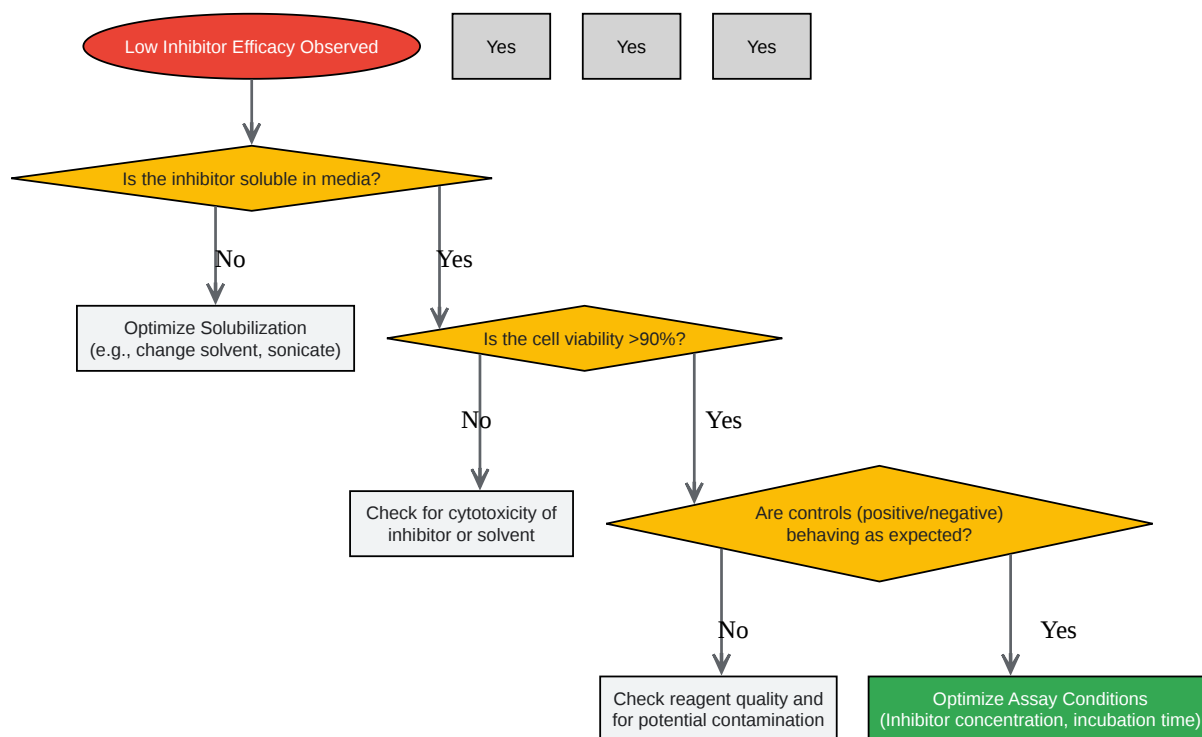 Low Inhibitor Efficacy Observed
Yes
Yes
Yes
Is the inhibitor soluble in media?
No
Yes
Optimize Solubilization
(e.g., change solvent, sonicate)
Is the cell viability >90%?
No
Yes
Check for cytotoxicity of
inhibitor or solvent
Are controls (positive/negative)
behaving as expected?
No
Yes
Check reagent quality and
for potential contamination
Optimize Assay Conditions
(Inhibitor concentration, incubation time)